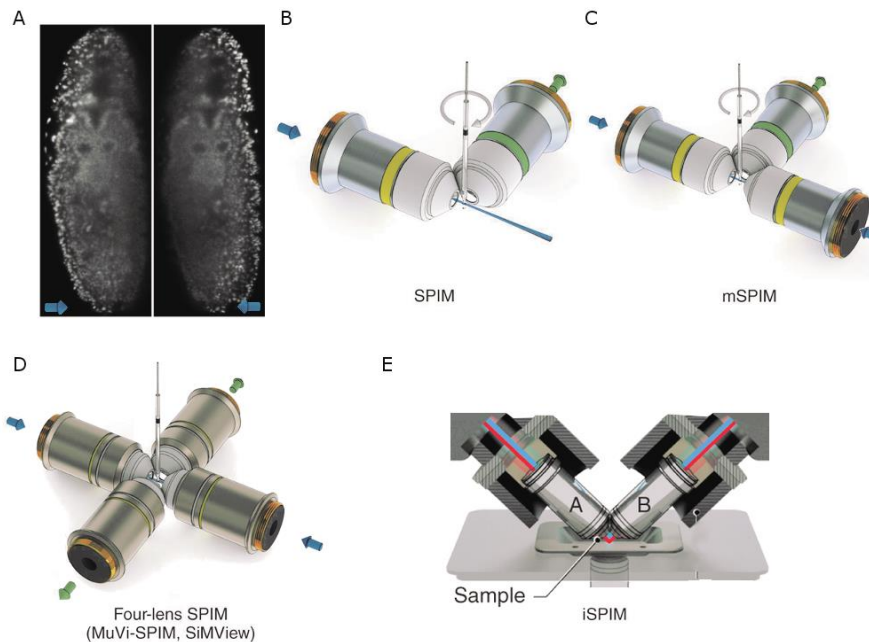 A
B
C
SPIM
mSPIM
D
E
A
B
Sample
Four-lens SPIM
(MuVi-SPIM, SiMView)
iSPIM